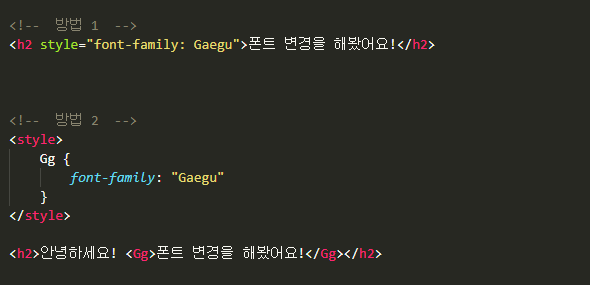 <!--  방법 1  -->
<h2 style="font-family: Gaegu">폰트 변경을 해봤어요!</h2>
<!--  방법 2  -->
<style>
Gg {
font-family: "Gaegu"
}
</style>
<h2>안녕하세요! <Gg>폰트 변경을 해봤어요!</Gg></h2>